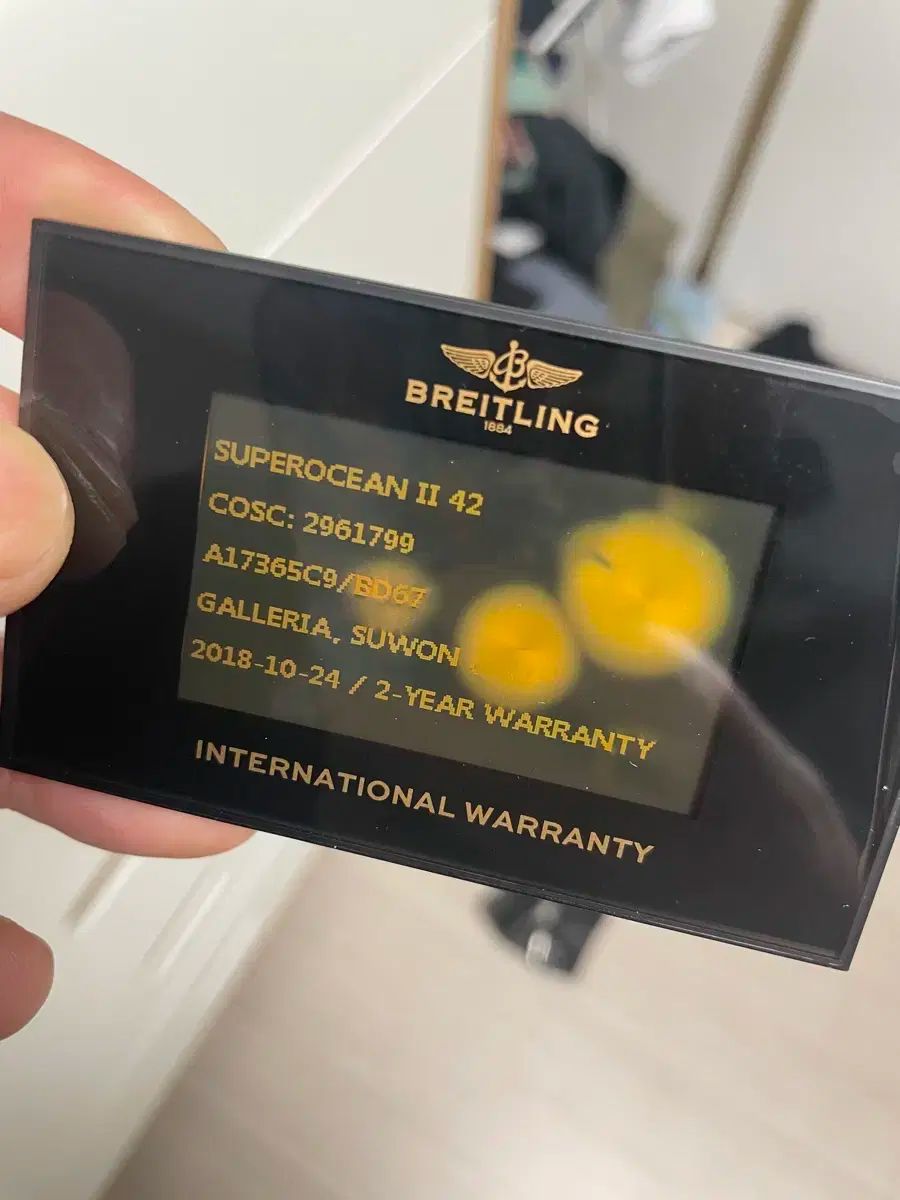 BREITLING
1884
SUPEROCEAN II 42
COSC: 2961799
A17365C9/BD67
GALLERIA, SUWON
2018-10-24 / 2-YEAR WARRANTY
INTERNATIONAL WARRANTY